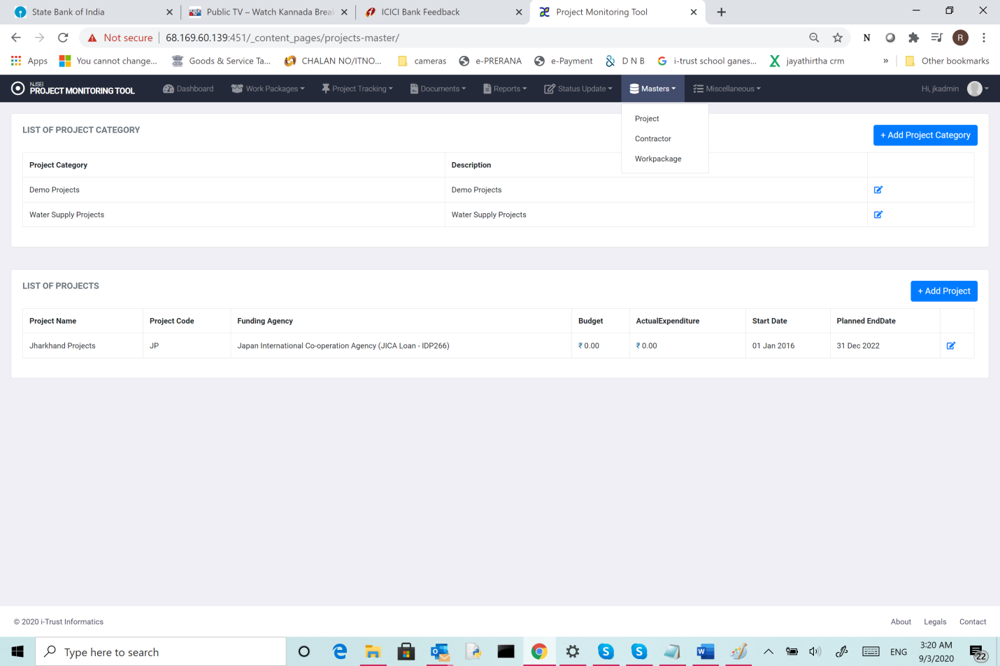 State Bank of India
Public TV – Watch Kannada Brea
ICICI Bank Feedback
Project Monitoring Tool
Not secure 68.169.60.139:451/_content_pages/projects-master/
N
R
Apps
You cannot change...
Goods & Service Ta...
CHALAN NO/ITNO...
cameras
e-PRERANA
e-Payment
D N B
i-trust school ganes...
jayathirtha crm
»
Other bookmarks
NJSEI
PROJECT MONITORING TOOL
Dashboard
Work Packages
Project Tracking
Documents
Reports
Status Update
Masters
Miscellaneous
Hi, jkadmin
Project
Contractor
Workpackage
LIST OF PROJECT CATEGORY
+ Add Project Category
Project Category Description
Demo Projects Demo Projects
Water Supply Projects Water Supply Projects
LIST OF PROJECTS
+ Add Project
Project Name Project Code Funding Agency Budget ActualExpenditure Start Date Planned EndDate
Jharkhand Projects JP Japan International Co-operation Agency (JICA Loan - IDP266) ₹ 0.00 ₹ 0.00 01 Jan 2016 31 Dec 2022
© 2020 i-Trust Informatics
About Legals Contact
Type here to search
ENG
3:20 AM
9/3/2020
22